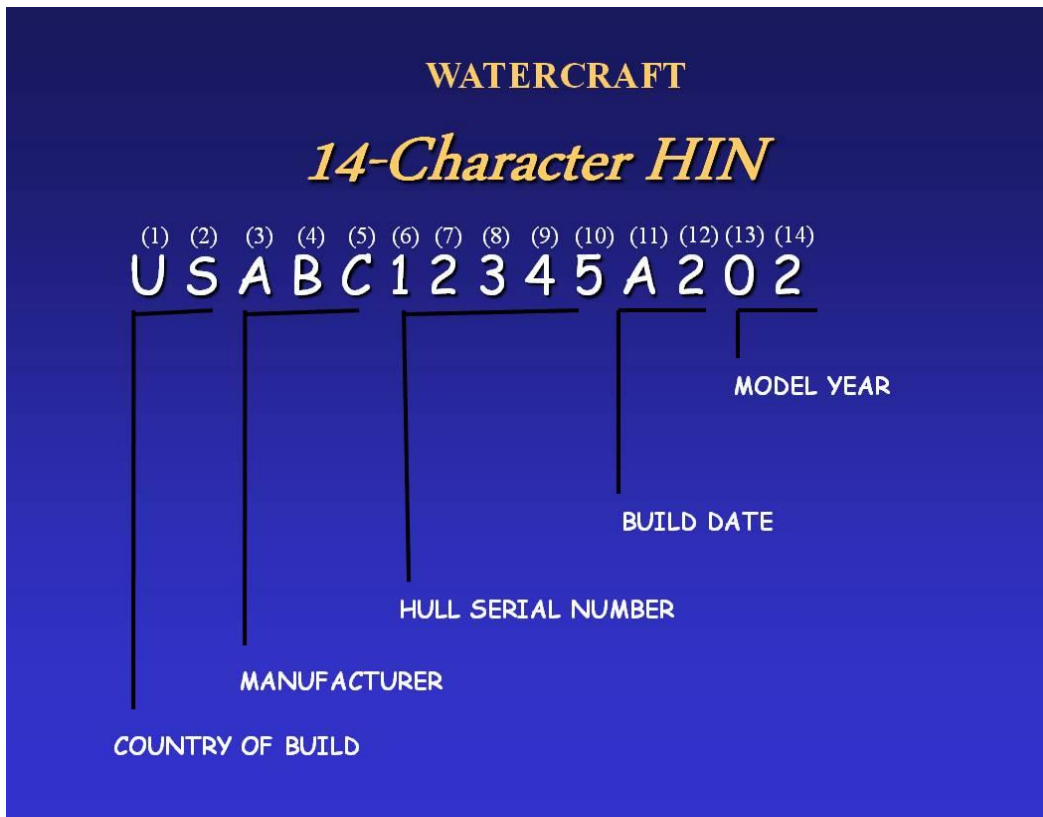 WATERCRAFT
14-Character HIN
(1) (2) (3) (4) (5) (6) (7) (8) (9) (10) (11) (12) (13) (14)
U S A B C 1 2 3 4 5 A 2 0 2
MODEL YEAR
BUILD DATE
HULL SERIAL NUMBER
MANUFACTURER
COUNTRY OF BUILD